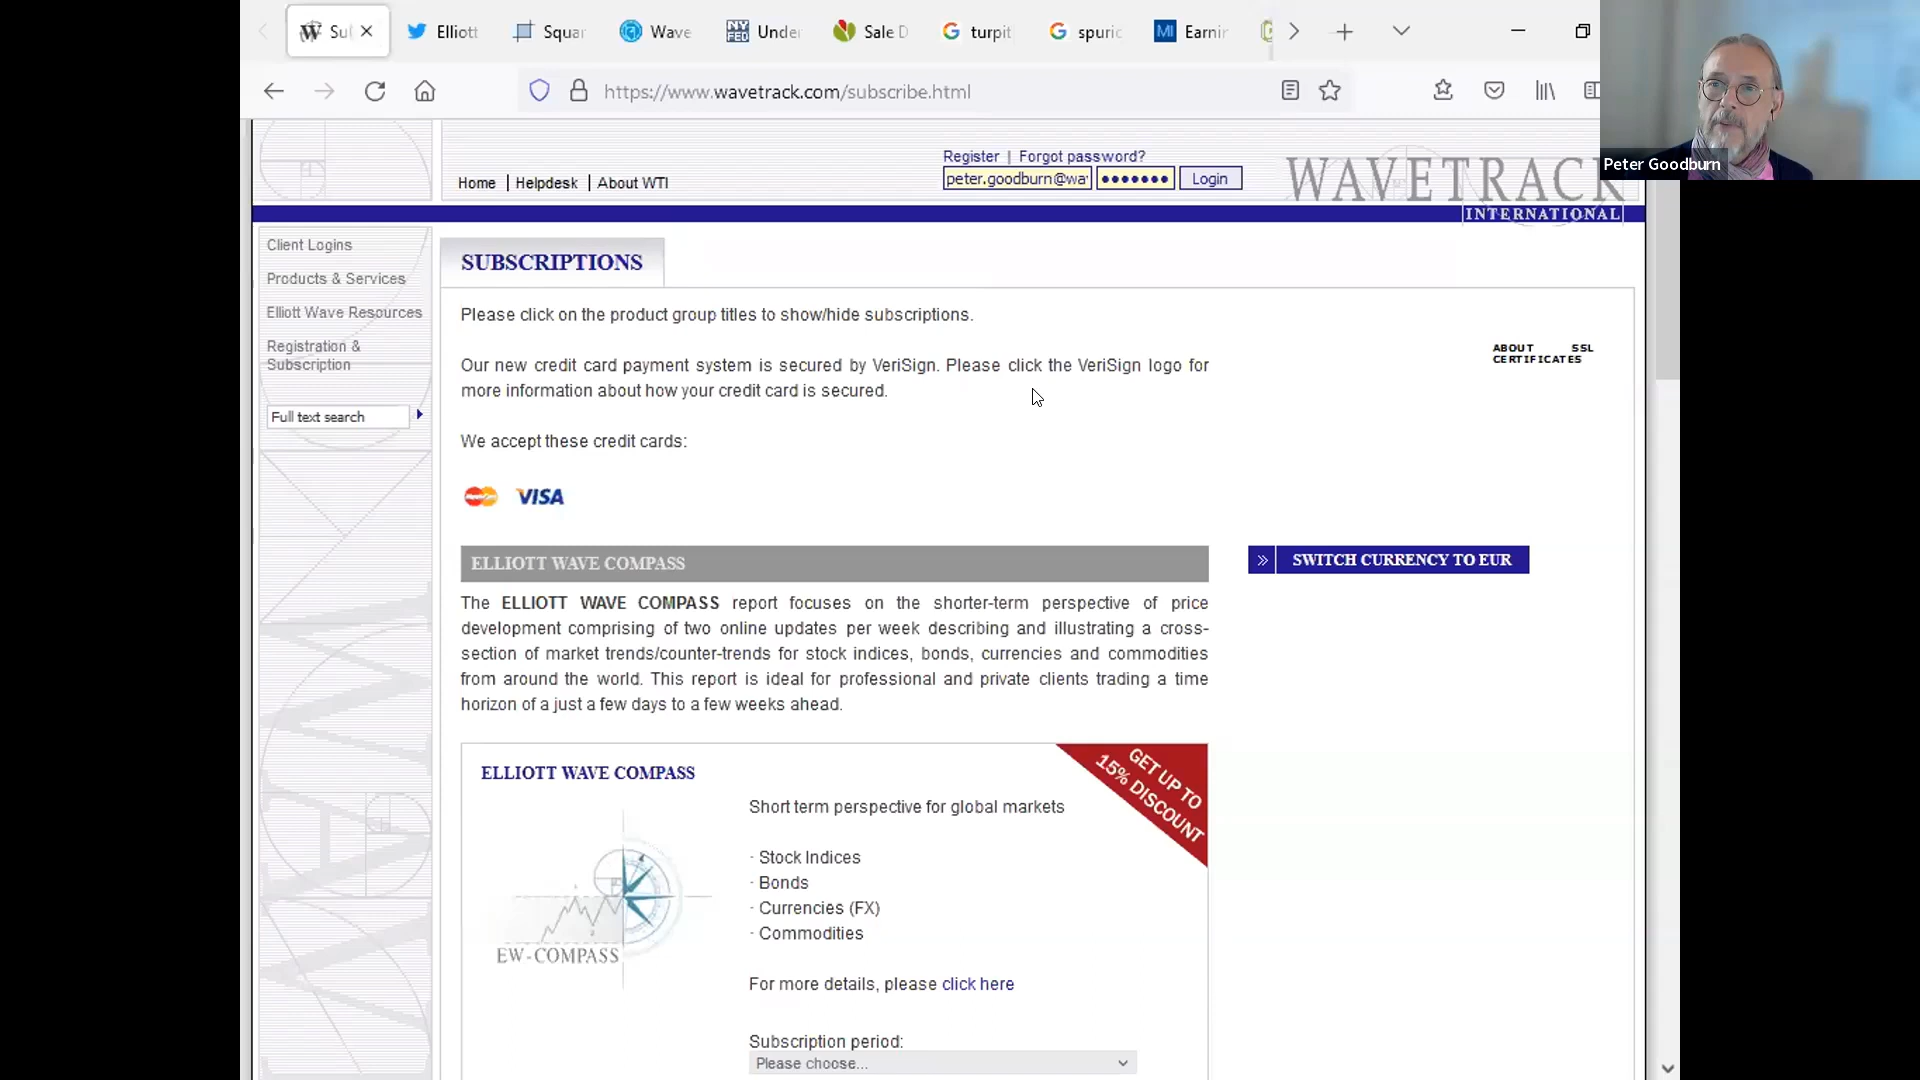 Su
Elliott
Squar
Wave
NY
FED
Unde
Sale D
turpit
spuric
MI
Earnin
https://www.wavetrack.com/subscribe.html
Peter Goodburn
Register | Forgot password?
Home | Helpdesk | About WTI
peter.goodburn@wa
Login
WAVETRACK
INTERNATIONAL
Client Logins
Products & Services
Elliott Wave Resources
Registration &
Subscription
Full text search
SUBSCRIPTIONS
Please click on the product group titles to show/hide subscriptions.
Our new credit card payment system is secured by VeriSign. Please click the VeriSign logo for
more information about how your credit card is secured.
ABOUT SSL
CERTIFICATES
We accept these credit cards:
MasterCard VISA
ELLIOTT WAVE COMPASS
SWITCH CURRENCY TO EUR
The ELLIOTT WAVE COMPASS report focuses on the shorter-term perspective of price
development comprising of two online updates per week describing and illustrating a cross-
section of market trends/counter-trends for stock indices, bonds, currencies and commodities
from around the world. This report is ideal for professional and private clients trading a time
horizon of a just a few days to a few weeks ahead.
ELLIOTT WAVE COMPASS
GET UP TO
15% DISCOUNT
EW-COMPASS
Short term perspective for global markets
· Stock Indices
· Bonds
· Currencies (FX)
· Commodities
For more details, please click here
Subscription period:
Please choose...